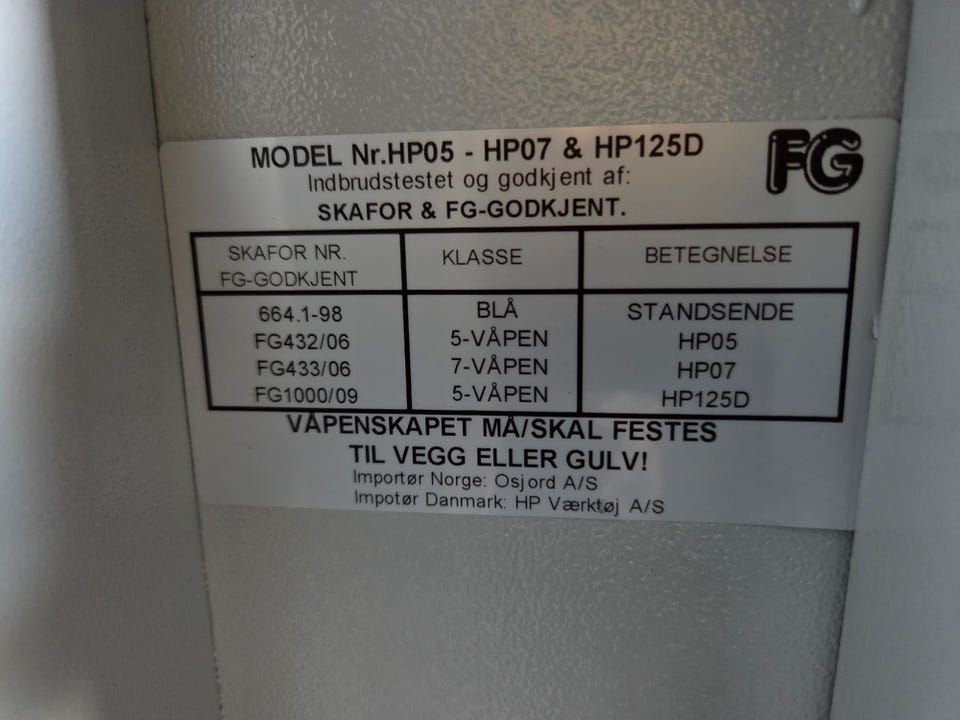 MODEL Nr.HP05 - HP07 & HP125D
FG
Indbrudstestet og godkjent af:
SKAFOR & FG-GODKJENT.
SKAFOR NR. KLASSE BETEGNELSE
FG-GODKJENT
664.1-98 BLÅ STANDSENDE
FG432/06 5-VÅPEN HP05
FG433/06 7-VÅPEN HP07
FG1000/09 5-VÅPEN HP125D
VÅPENSKAPET MÅ/SKAL FESTES
TIL VEGG ELLER GULV!
Importør Norge: Osjord A/S
Impotør Danmark: HP Værktøj A/S